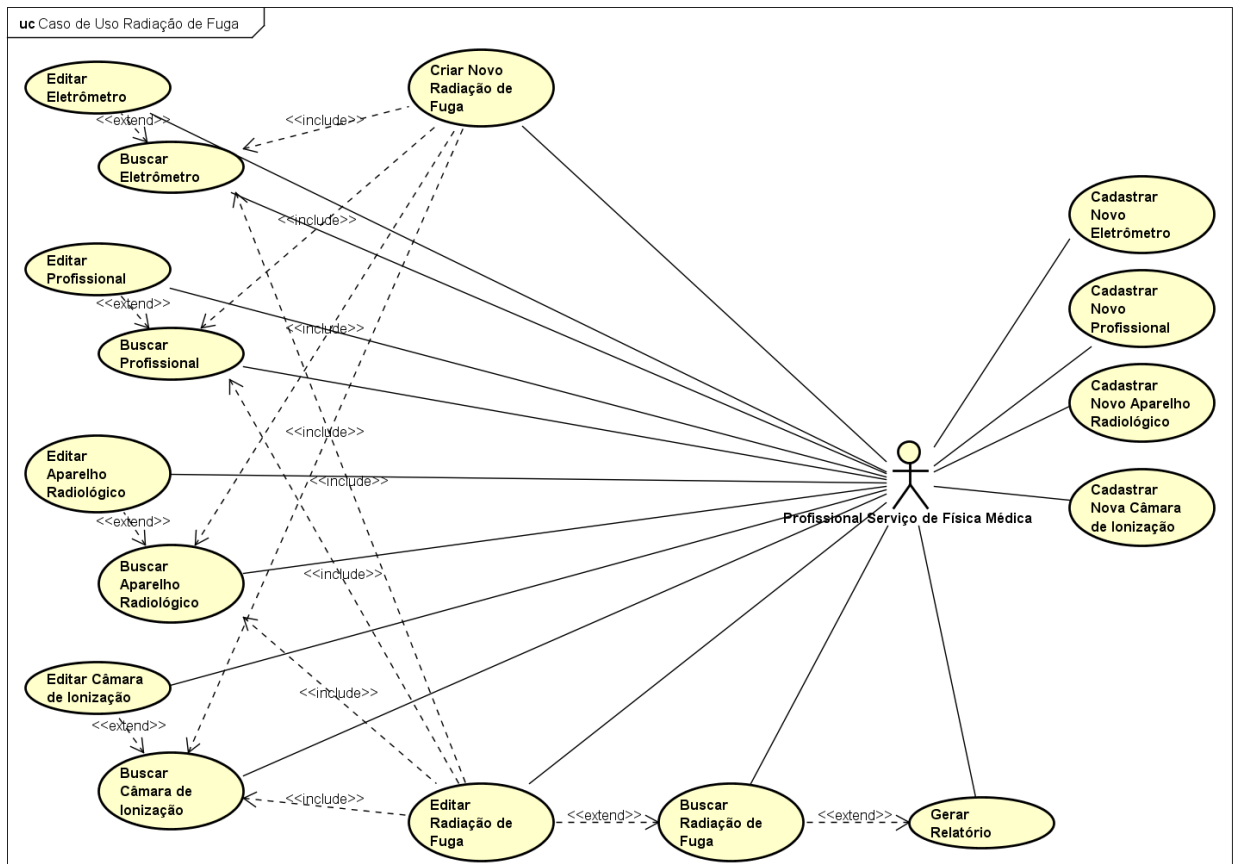 uc Caso de Uso Radiação de Fuga
Editar
Eletrômetro
<<extend>>
Buscar
Eletrômetro
Criar Novo
Radiação de
Fuga
<<include>>
<<include>>
Editar
Profissional
<<extend>>
Buscar
Profissional
<<include>>
<<include>>
<<include>>
Editar
Aparelho
Radiológico
<<extend>>
Buscar
Aparelho
Radiológico
<<include>>
<<include>>
Editar Câmara
de Ionização
<<extend>>
Buscar
Câmara de
Ionização
<<include>>
Editar
Radiação de
Fuga
<<extend>>
Buscar
Radiação de
Fuga
<<extend>>
Gerar
Relatório
Profissional Serviço de Física Médica
Cadastrar
Novo
Eletrômetro
Cadastrar
Novo
Profissional
Cadastrar
Novo Aparelho
Radiológico
Cadastrar
Nova Câmara
de Ionização